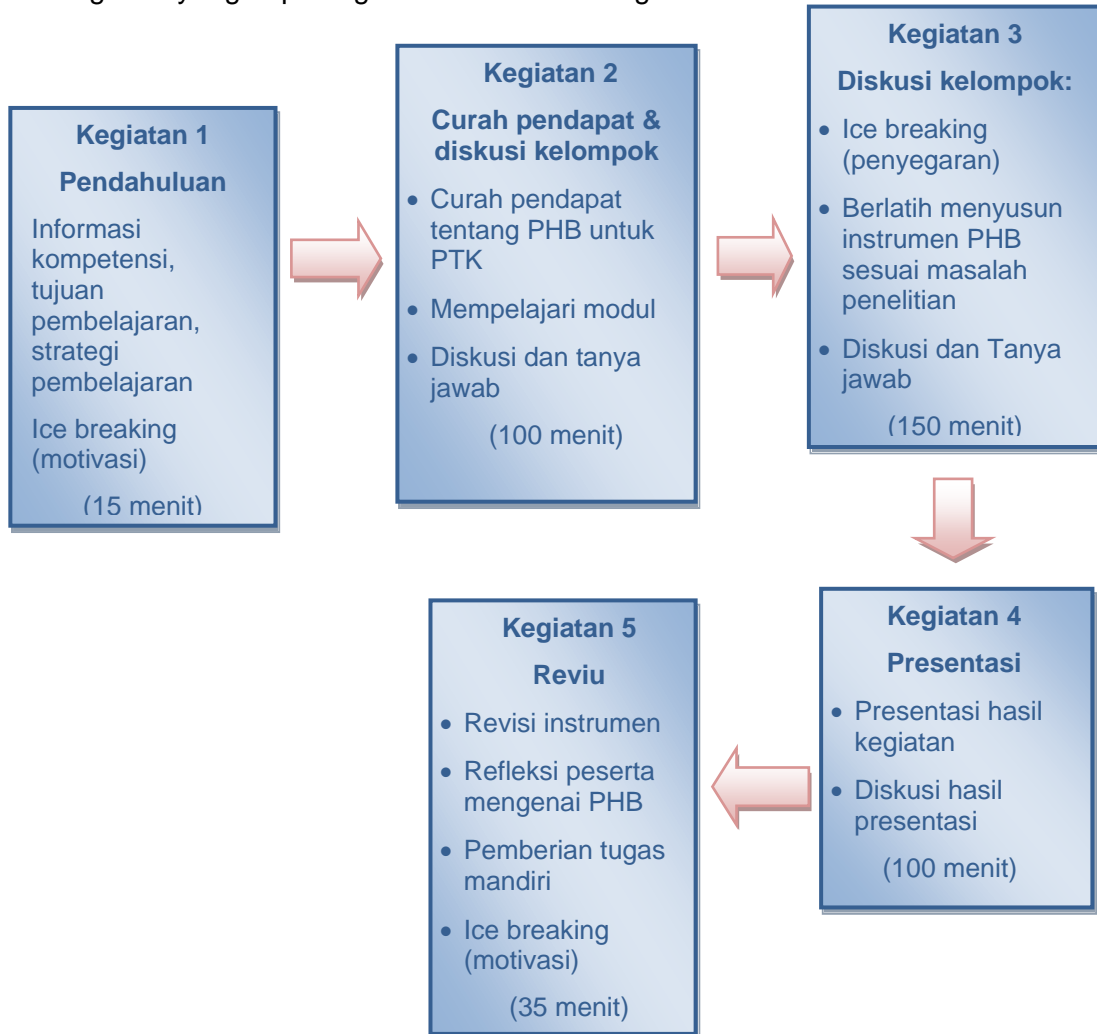 Kegiatan 1
Pendahuluan
Informasi
kompetensi,
tujuan
pembelajaran,
strategi
pembelajaran
Ice breaking
(motivasi)
(15 menit)
Kegiatan 2
Curah pendapat &
diskusi kelompok
• Curah pendapat
tentang PHB untuk
PTK
• Mempelajari modul
• Diskusi dan tanya
jawab
(100 menit)
Kegiatan 3
Diskusi kelompok:
• Ice breaking
(penyegaran)
• Berlatih menyusun
instrumen PHB
sesuai masalah
penelitian
• Diskusi dan Tanya
jawab
(150 menit)
Kegiatan 4
Presentasi
• Presentasi hasil
kegiatan
• Diskusi hasil
presentasi
(100 menit)
Kegiatan 5
Reviu
• Revisi instrumen
• Refleksi peserta
mengenai PHB
• Pemberian tugas
mandiri
• Ice breaking
(motivasi)
(35 menit)